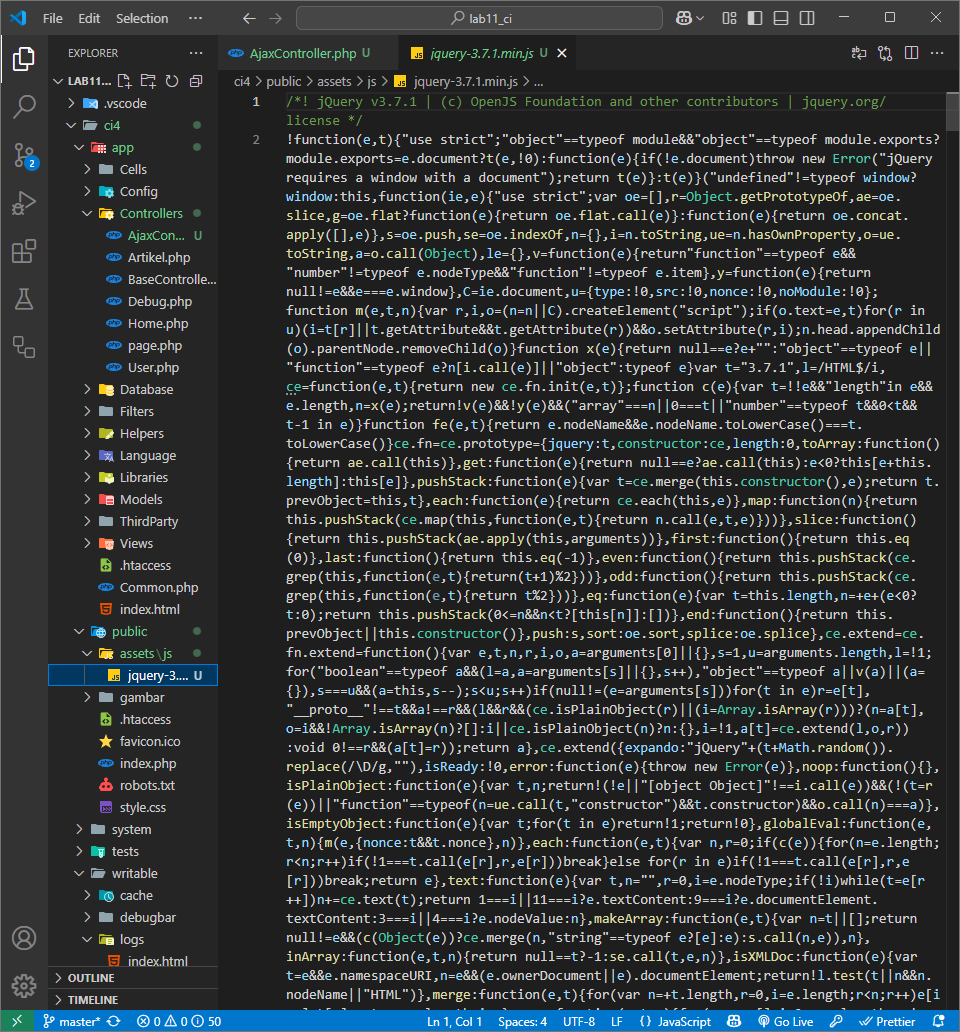 File Edit Selection ··· lab11_ci
EXPLORER ···
LAB11...
.vscode
ci4
app
Cells
Config
Controllers
AjaxCon... U
Artikel.php
BaseControlle...
Debug.php
Home.php
page.php
User.php
Database
Filters
Helpers
Language
Libraries
Models
ThirdParty
Views
.htaccess
Common.php
index.html
public
assets\js
jquery-3.... U
gambar
.htaccess
favicon.ico
index.php
robots.txt
style.css
system
tests
writable
cache
debugbar
logs
index.html
OUTLINE
TIMELINE
2
AjaxController.php U
jquery-3.7.1.min.js U
ci4 > public > assets > js > jquery-3.7.1.min.js > ...
1 /*! jQuery v3.7.1 | (c) OpenJS Foundation and other contributors | jquery.org/
license */
2 !function(e,t){"use strict";"object"==typeof module&&"object"==typeof module.exports?
module.exports=e.document?t(e,!0):function(e){if(!e.document)throw new Error("jQuery
requires a window with a document");return t(e)}:t(e)}("undefined"!=typeof window?
window:this,function(ie,e){"use strict";var oe=[],r=Object.getPrototypeOf,ae=oe.
slice,g=oe.flat?function(e){return oe.flat.call(e)}:function(e){return oe.concat.
apply([],e)},s=oe.push,se=oe.indexOf,n={},i=n.toString,ue=n.hasOwnProperty,o=ue.
toString,a=o.call(Object),le={},v=function(e){return"function"==typeof e&&
"number"!=typeof e.nodeType&&"function"!=typeof e.item},y=function(e){return
null!=e&&e===e.window},C=ie.document,u={type:!0,src:!0,nonce:!0,noModule:!0};
function m(e,t,n){var r,i,o=(n=n||C).createElement("script");if(o.text=e,t)for(r in
u)(i=t[r]||t.getAttribute&&t.getAttribute(r))&&o.setAttribute(r,i);n.head.appendChild
(o).parentNode.removeChild(o)}function x(e){return null==e?e+"":"object"==typeof e||
"function"==typeof e?n[i.call(e)]||"object":typeof e}var t="3.7.1",l=/HTML$/i,
ce=function(e,t){return new ce.fn.init(e,t)};function c(e){var t=!!e&&"length"in e&&
e.length,n=x(e);return!v(e)&&!y(e)&&("array"===n||0===t||"number"==typeof t&&0<t&&
t-1 in e)}function fe(e,t){return e.nodeName&&e.nodeName.toLowerCase()===t.
toLowerCase()}ce.fn=ce.prototype={jquery:t,constructor:ce,length:0,toArray:function()
{return ae.call(this)},get:function(e){return null==e?ae.call(this):e<0?this[e+this.
length]:this[e]},pushStack:function(e){var t=ce.merge(this.constructor(),e);return t.
prevObject=this,t},each:function(e){return ce.each(this,e)},map:function(n){return
this.pushStack(ce.map(this,function(e,t){return n.call(e,t,e)}))},slice:function()
{return this.pushStack(ae.apply(this,arguments))},first:function(){return this.eq
(0)},last:function(){return this.eq(-1)},even:function(){return this.pushStack(ce.
grep(this,function(e,t){return(t+1)%2}))},odd:function(){return this.pushStack(ce.
grep(this,function(e,t){return t%2}))},eq:function(e){var t=this.length,n=+e+(e<0?
t:0);return this.pushStack(0<=n&&n<t?[this[n]]:[])},end:function(){return this.
prevObject||this.constructor()},push:s,sort:oe.sort,splice:oe.splice},ce.extend=ce.
fn.extend=function(){var e,t,n,r,i,o,a=arguments[0]||{},s=1,u=arguments.length,l=!1;
for("boolean"==typeof a&&(l=a,a=arguments[s]||{},s++),"object"==typeof a||v(a)||(a=
{}),s===u&&(a=this,s--);s<u;s++)if(null!=(e=arguments[s]))for(t in e)r=e[t],
"__proto__"!==t&&a!==r&&(l&&r&&(ce.isPlainObject(r)||(i=Array.isArray(r)))?(n=a[t],
o=i&&!Array.isArray(n)?[]:i||ce.isPlainObject(n)?n:{},i=!1,a[t]=ce.extend(l,o,r))
:void 0!==r&&(a[t]=r));return a},ce.extend({expando:"jQuery"+(t+Math.random()).
replace(/\D/g,""),isReady:!0,error:function(e){throw new Error(e)},noop:function(){},
isPlainObject:function(e){var t,n;return!(!e||"[object Object]"!==i.call(e))&&(!(t=r
(e))||"function"==typeof(n=ue.call(t,"constructor")&&t.constructor)&&o.call(n)===a)},
isEmptyObject:function(e){var t;for(t in e)return!1;return!0},globalEval:function(e,
t,n){m(e,{nonce:t&&t.nonce},n)},each:function(e,t){var n,r=0;if(c(e)){for(n=e.length;
r<n;r++)if(!1===t.call(e[r],r,e[r]))break}else for(r in e)if(!1===t.call(e[r],r,e
[r]))break;return e},text:function(e){var t,n="",r=0,i=e.nodeType;if(!i)while(t=e[r
++])n+=ce.text(t);return 1===i||11===i?e.textContent:9===i?e.documentElement.
textContent:3===i||4===i?e.nodeValue:n},makeArray:function(e,t){var n=t||[];return
null!=e&&(c(Object(e))?ce.merge(n,"string"==typeof e?[e]:e):s.call(n,e)),n},
inArray:function(e,t,n){return null==t?-1:se.call(t,e,n)},isXMLDoc:function(e){var
t=e&&e.namespaceURI,n=e&&(e.ownerDocument||e).documentElement;return!l.test(t||n&&n.
nodeName||"HTML")},merge:function(e,t){for(var n=+t.length,r=0,i=e.length;r<n;r++)e[i
master* 0 0 50 Ln 1, Col 1 Spaces: 4 UTF-8 LF {} JavaScript Go Live Prettier